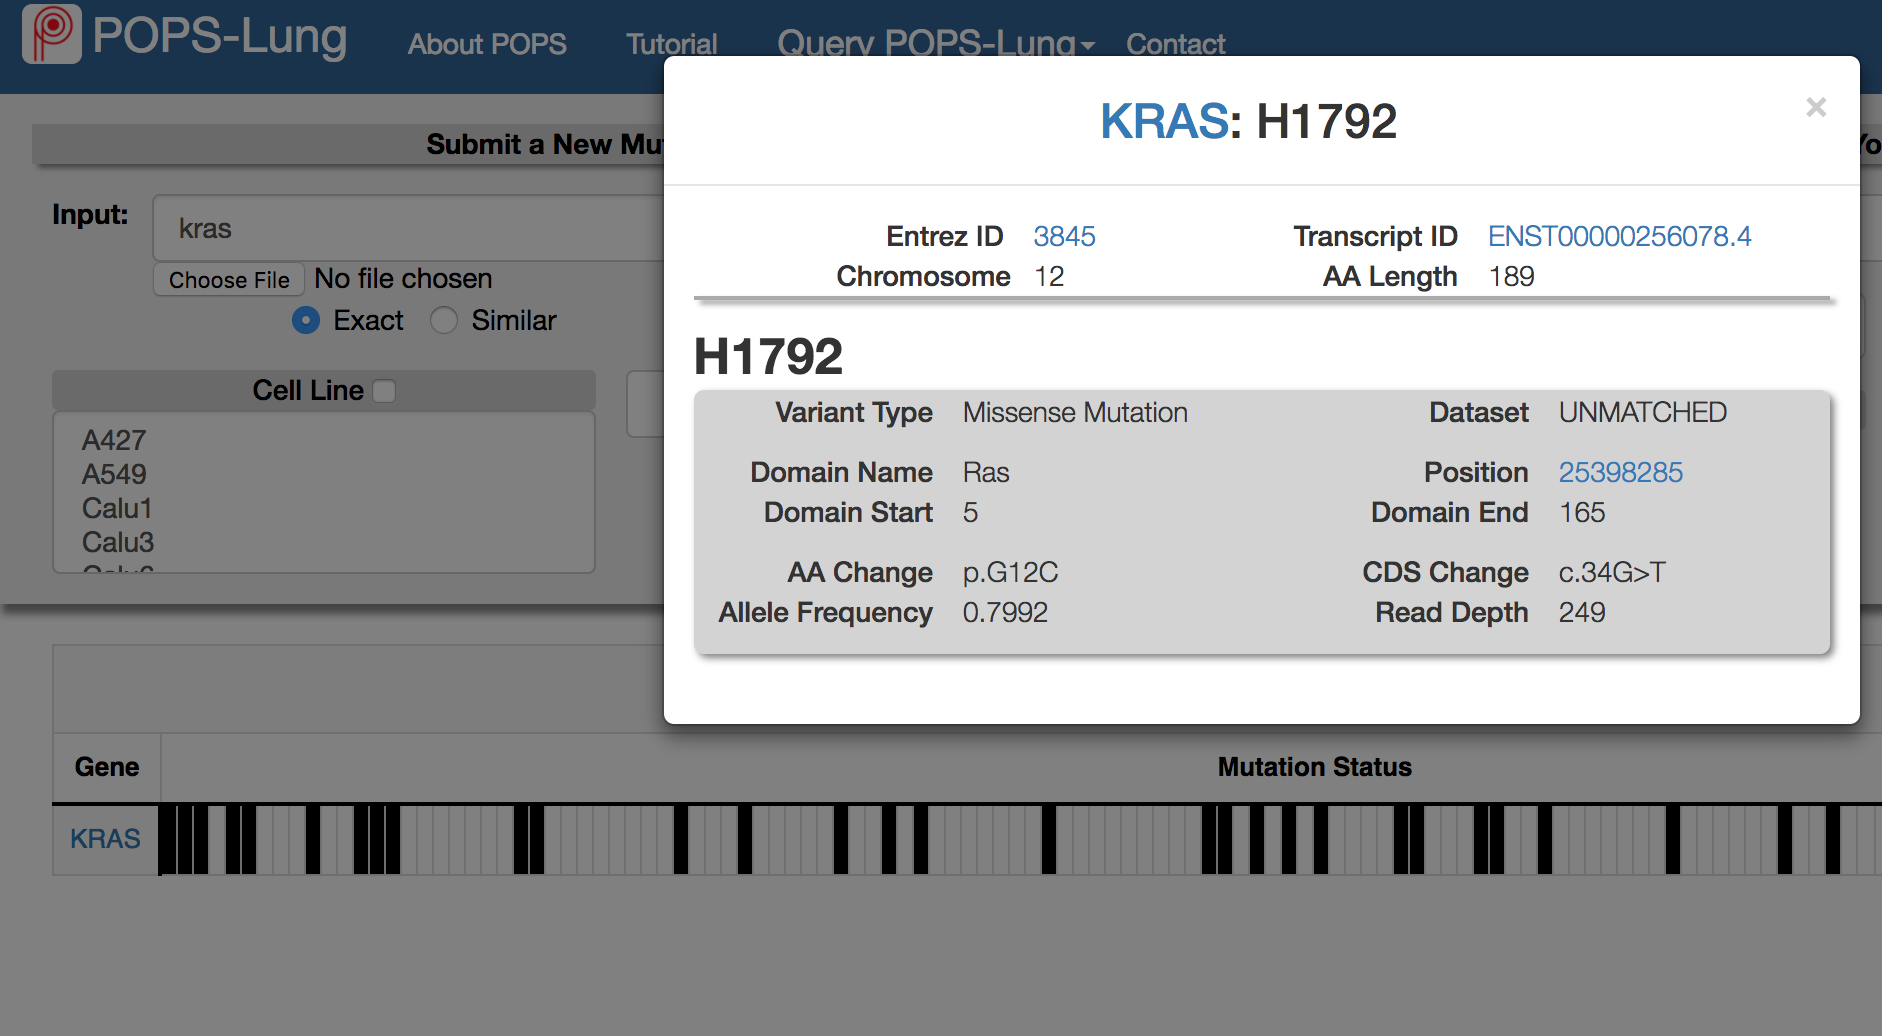 POPS-Lung About POPS Tutorial Query POPS-Lung Contact
KRAS: H1792 ×
Submit a New
Input: kras
Entrez ID 3845 Transcript ID ENST00000256078.4
Chromosome 12 AA Length 189
Choose File No file chosen
Exact Similar
H1792
Cell Line
Variant Type Missense Mutation Dataset UNMATCHED
A427
A549
Calu1
Calu3
Domain Name Ras Position 25398285
Domain Start 5 Domain End 165
AA Change p.G12C CDS Change c.34G>T
Allele Frequency 0.7992 Read Depth 249
Gene Mutation Status
KRAS